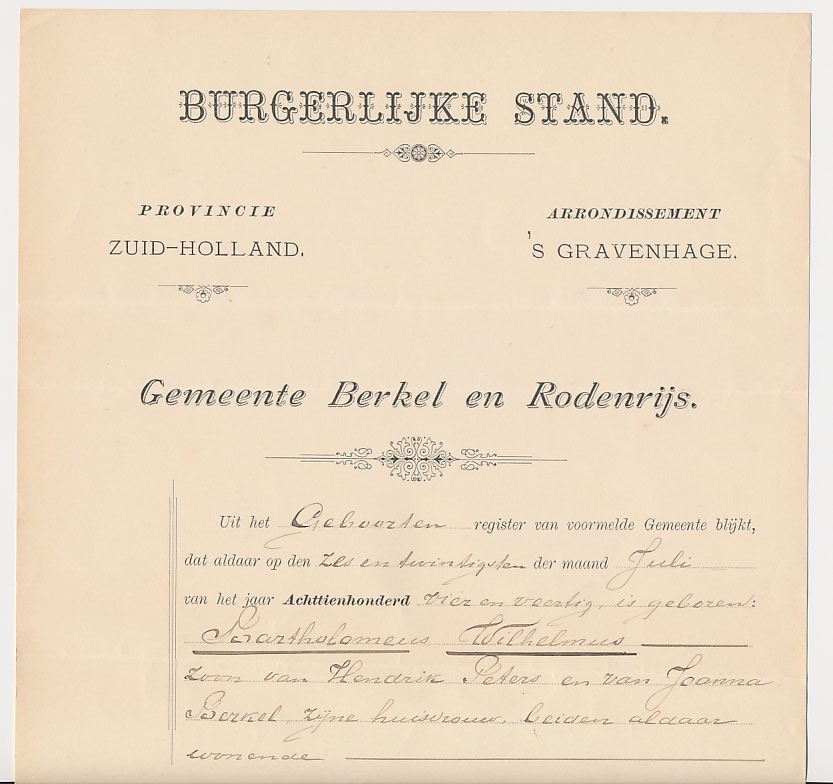 BURGERLIJKE STAND.
PROVINCIE
ZUID-HOLLAND.
ARRONDISSEMENT
'S GRAVENHAGE.
Gemeente Berkel en Rodenrijs.
Uit het Geboorten register van voormelde Gemeente blijkt,
dat aldaar op den zes en twintigsten der maand Juli
van het jaar Achttienhonderd vier en veertig, is geboren:
Bartholomeus Wilhelmus
zoon van Hendrik Peters en van Joanna
Berkel, zijne huisvrouw, beiden aldaar
wonende